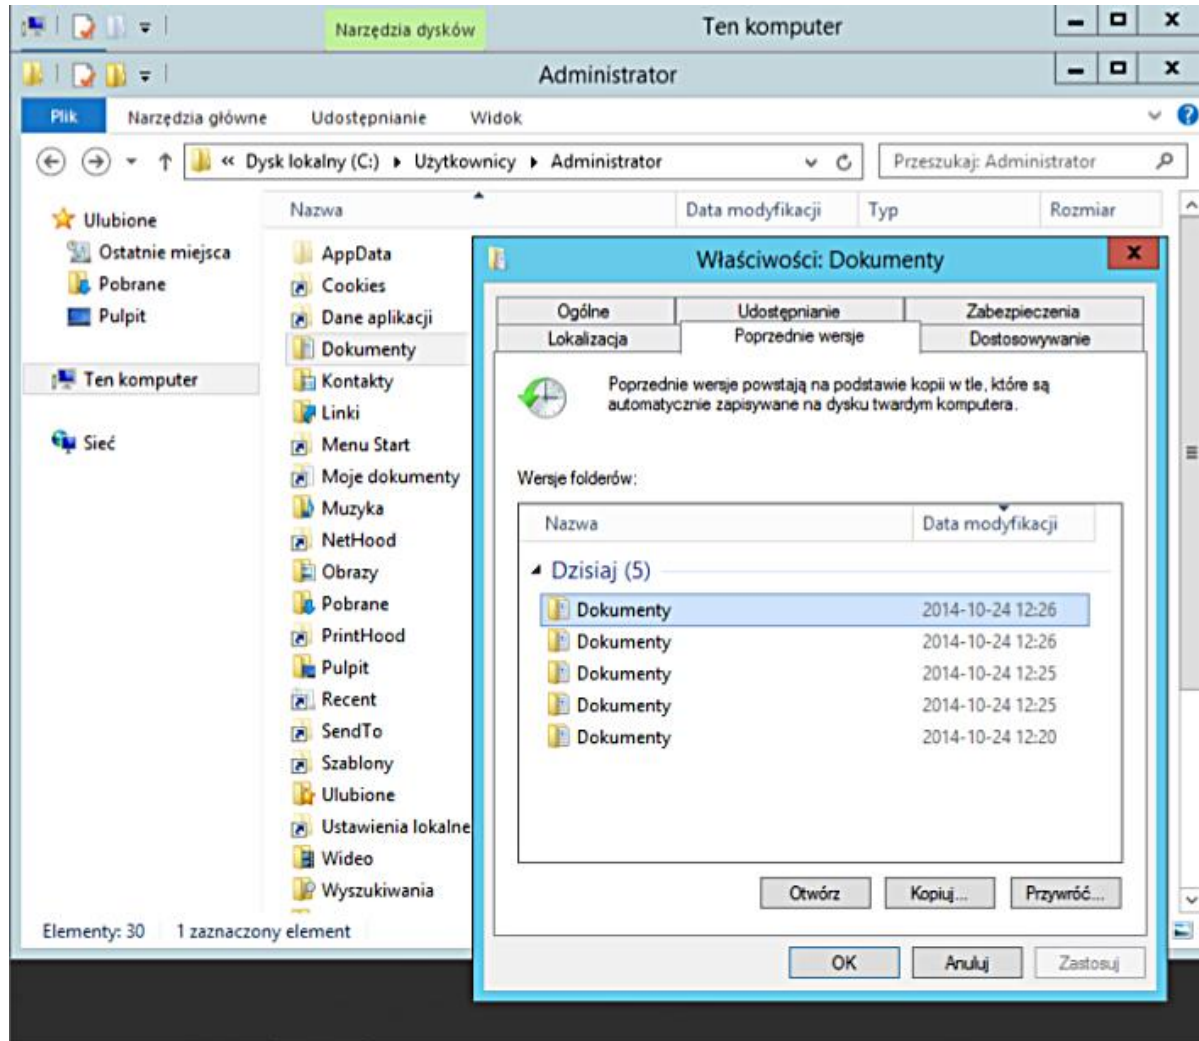 Narzędzia dysków
Ten komputer
Administrator
Plik Narzędzia główne Udostępnianie Widok
« Dysk lokalny (C:) ▸ Użytkownicy ▸ Administrator
Przeszukaj: Administrator
Ulubione
Ostatnie miejsca
Pobrane
Pulpit
Ten komputer
Sieć
Nazwa Data modyfikacji Typ Rozmiar
AppData
Cookies
Dane aplikacji
Dokumenty
Kontakty
Linki
Menu Start
Moje dokumenty
Muzyka
NetHood
Obrazy
Pobrane
PrintHood
Pulpit
Recent
SendTo
Szablony
Ulubione
Ustawienia lokalne
Wideo
Wyszukiwania
Elementy: 30 1 zaznaczony element
Właściwości: Dokumenty
Ogólne Udostępnianie Zabezpieczenia
Lokalizacja Poprzednie wersje Dostosowywanie
Poprzednie wersje powstają na podstawie kopii w tle, które są
automatycznie zapisywane na dysku twardym komputera.
Wersje folderów:
Nazwa Data modyfikacji
Dzisiaj (5)
Dokumenty 2014-10-24 12:26
Dokumenty 2014-10-24 12:26
Dokumenty 2014-10-24 12:25
Dokumenty 2014-10-24 12:25
Dokumenty 2014-10-24 12:20
Otwórz Kopiuj... Przywróć...
OK Anuluj Zastosuj